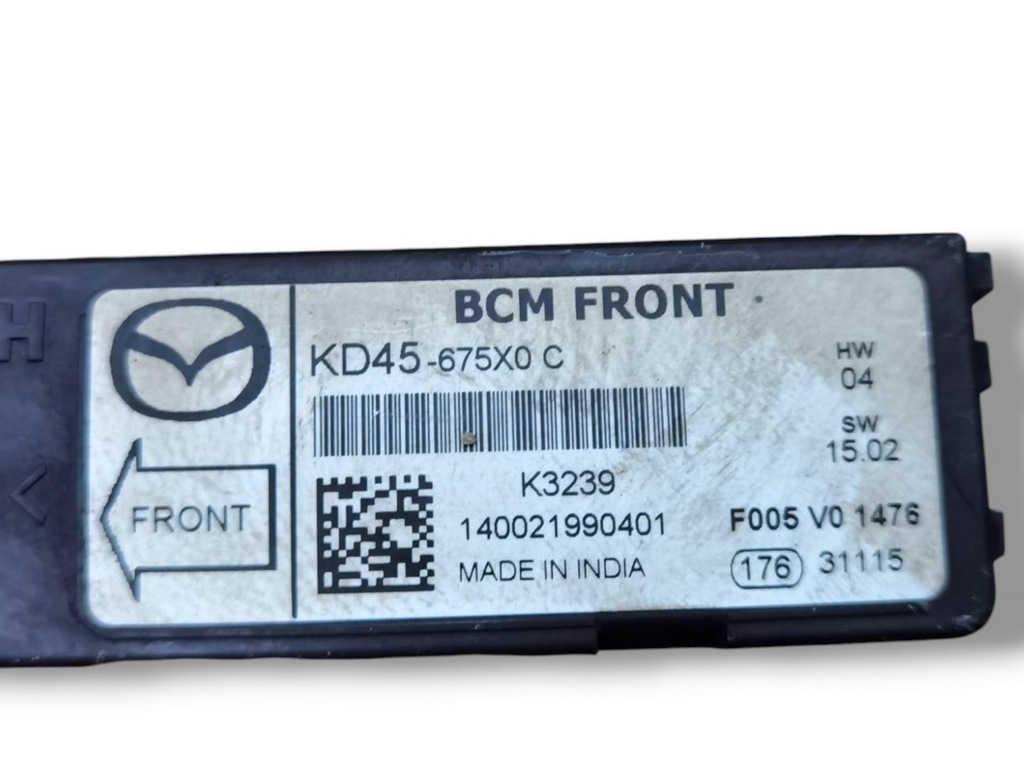 BCM FRONT
KD45-675X0 C
HW
04
SW
15.02
K3239
140021990401
MADE IN INDIA
F005 V0 1476
176 31115
FRONT
H